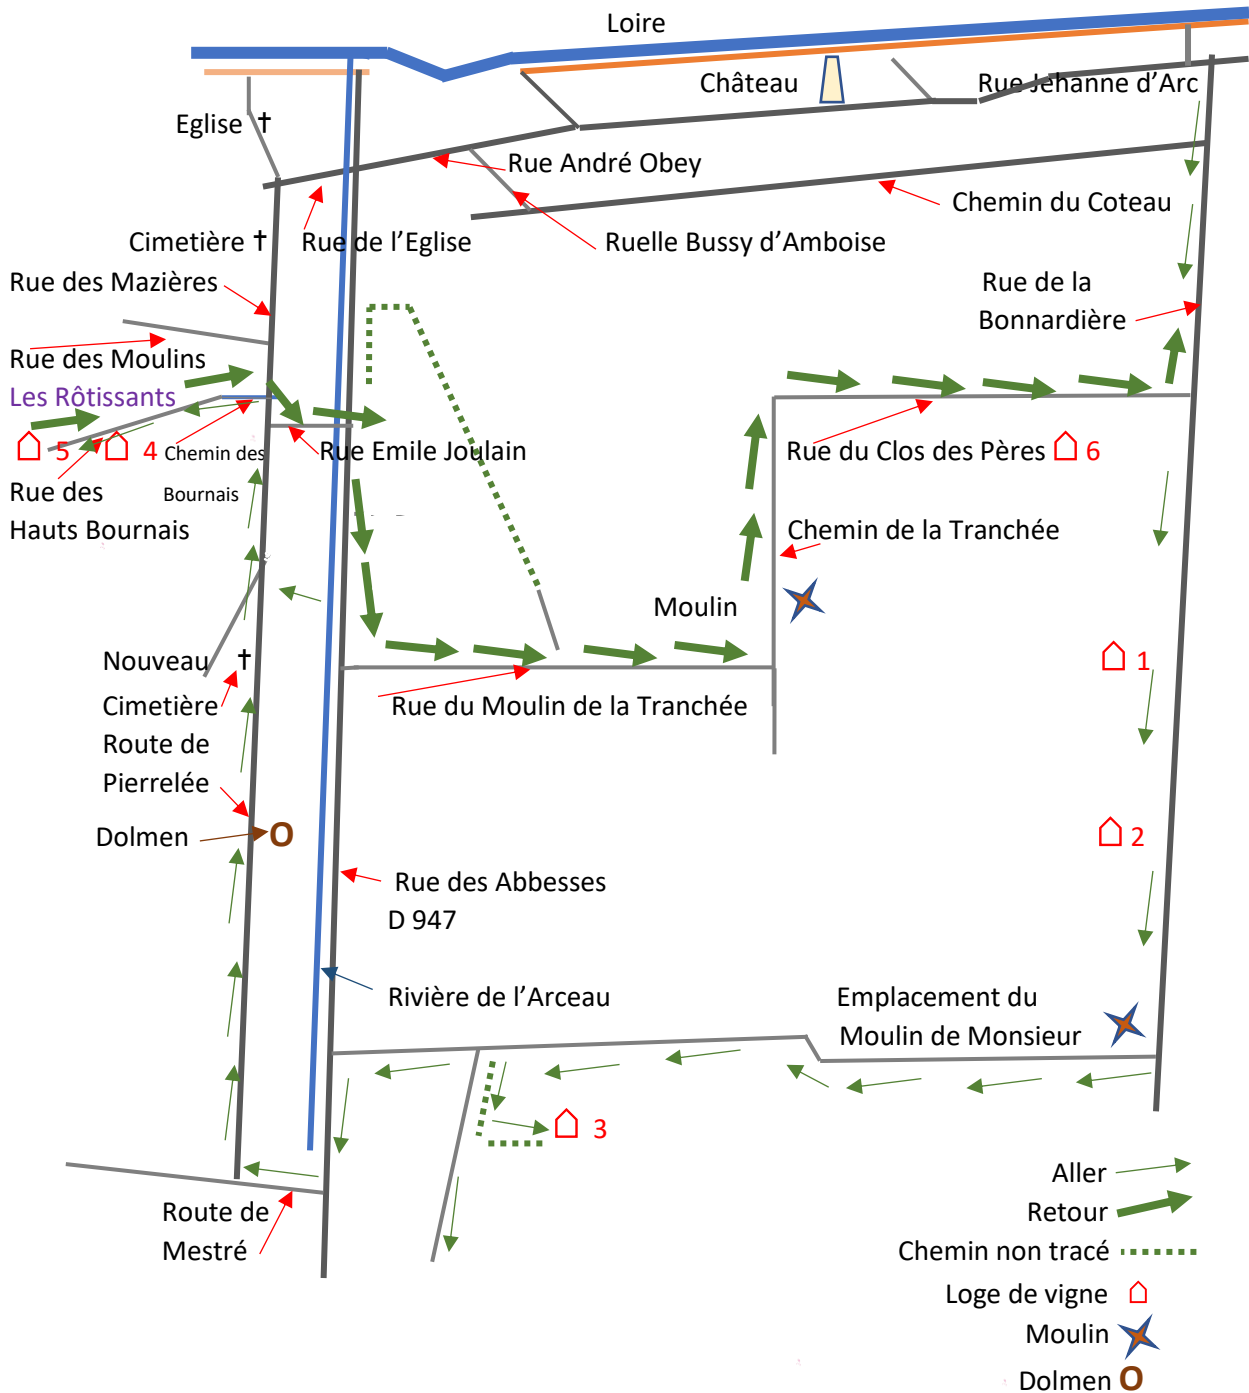 Loire
Château
Rue Jehanne d'Arc
Eglise ✝
Rue André Obey
Chemin du Coteau
Cimetière ✝
Rue de l'Eglise
Ruelle Bussy d'Amboise
Rue des Mazières
Rue de la
Bonnardière
Rue des Moulins
Les Rôtissants
5
4
Chemin des
Bournais
Rue Emile Joulain
Rue du Clos des Pères
6
Rue des
Hauts Bournais
Chemin de la Tranchée
Moulin
Nouveau ✝
Cimetière
1
Rue du Moulin de la Tranchée
Route de
Pierrelée
Dolmen
O
2
Rue des Abbesses
D 947
Rivière de l'Arceau
Emplacement du
Moulin de Monsieur
3
Route de
Mestré
Aller
Retour
Chemin non tracé
Loge de vigne
Moulin
Dolmen O